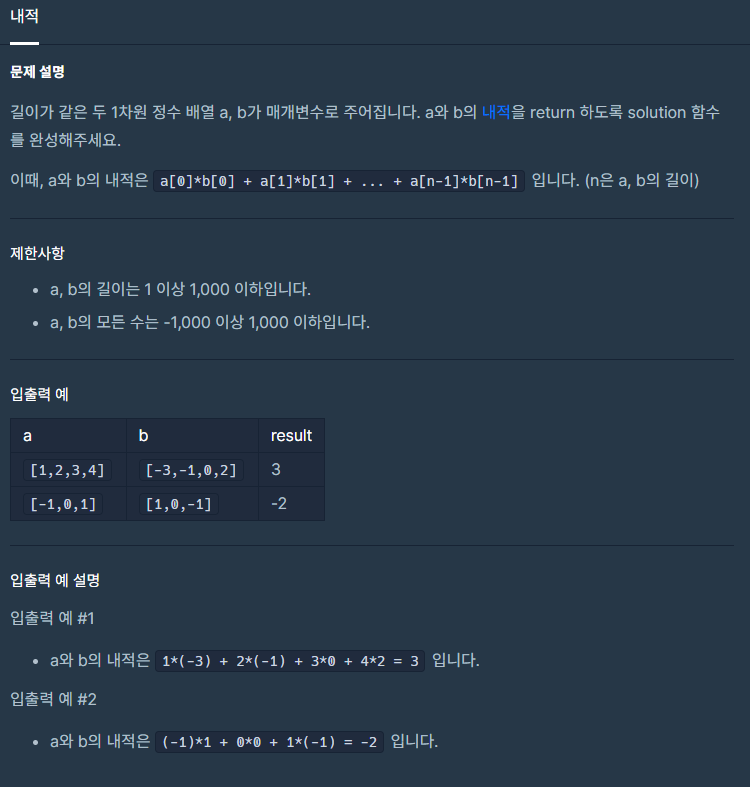 내적
문제 설명
길이가 같은 두 1차원 정수 배열 a, b가 매개변수로 주어집니다. a와 b의 내적을 return 하도록 solution 함수
를 완성해주세요.
이때, a와 b의 내적은 a[0]*b[0] + a[1]*b[1] + ... + a[n-1]*b[n-1] 입니다. (n은 a, b의 길이)
제한사항
• a, b의 길이는 1 이상 1,000 이하입니다.
• a, b의 모든 수는 -1,000 이상 1,000 이하입니다.
입출력 예
a b result
[1,2,3,4] [-3,-1,0,2] 3
[-1,0,1] [1,0,-1] -2
입출력 예 설명
입출력 예 #1
• a와 b의 내적은 1*(-3) + 2*(-1) + 3*0 + 4*2 = 3 입니다.
입출력 예 #2
• a와 b의 내적은 (-1)*1 + 0*0 + 1*(-1) = -2 입니다.